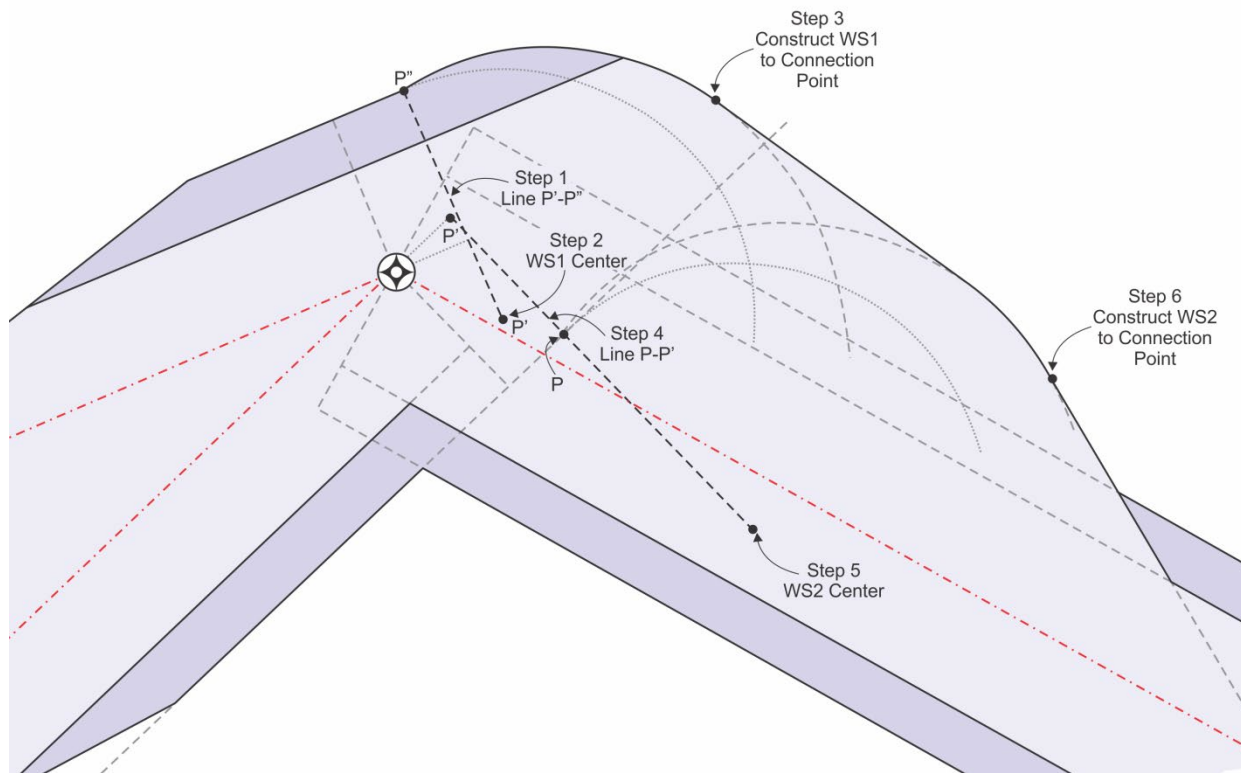 Step 3
Construct WS1
to Connection
Point
P”
Step 1
Line P’-P”
P’
Step 2
WS1 Center
P’
Step 4
Line P-P’
P
Step 6
Construct WS2
to Connection
Point
Step 5
WS2 Center